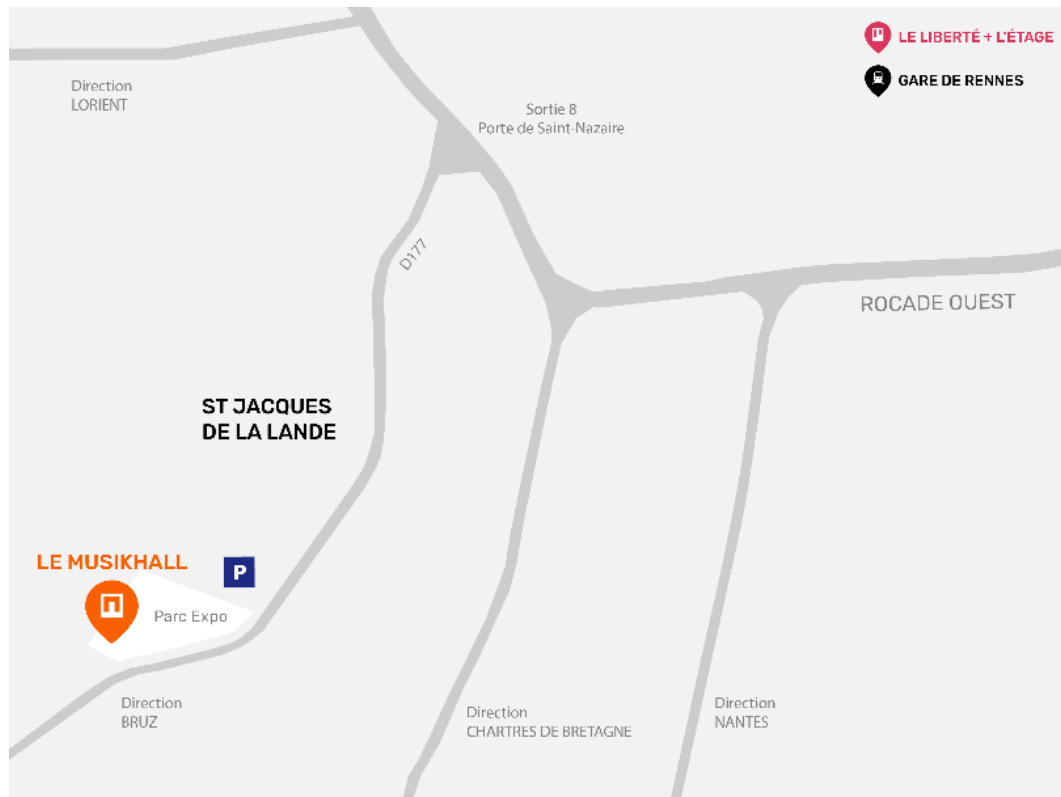 LE LIBERTÉ + L'ÉTAGE
GARE DE RENNES
Direction
LORIENT
Sortie 8
Porte de Saint-Nazaire
D177
ROCADE OUEST
ST JACQUES
DE LA LANDE
LE MUSIKHALL
P
Parc Expo
Direction
BRUZ
Direction
CHARTRES DE BRETAGNE
Direction
NANTES